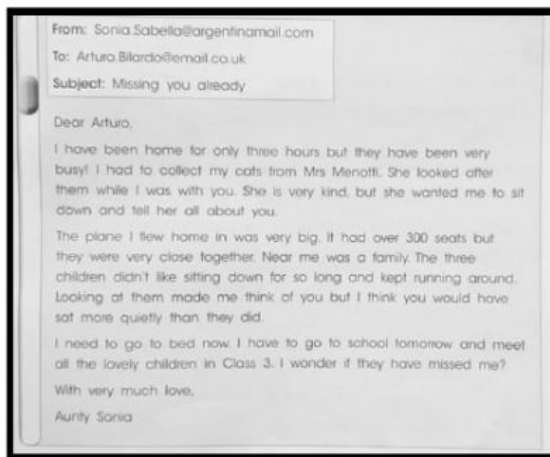 From: Sonia.Sabella@argentinamail.com
To: Arturo.Bilardo@email.co.uk
Subject: Missing you already
Dear Arturo,
I have been home for only three hours but they have been very
busy! I had to collect my cats from Mrs Menotti. She looked after
them while I was with you. She is very kind, but she wanted me to sit
down and tell her all about you.
The plane I flew home in was very big. It had over 300 seats but
they were very close together. Near me was a family. The three
children didn't like sitting down for so long and kept running around.
Looking at them made me think of you but I think you would have
sat more quietly than they did.
I need to go to bed now. I have to go to school tomorrow and meet
all the lovely children in Class 3. I wonder if they have missed me?
With very much love,
Aunty Sonia